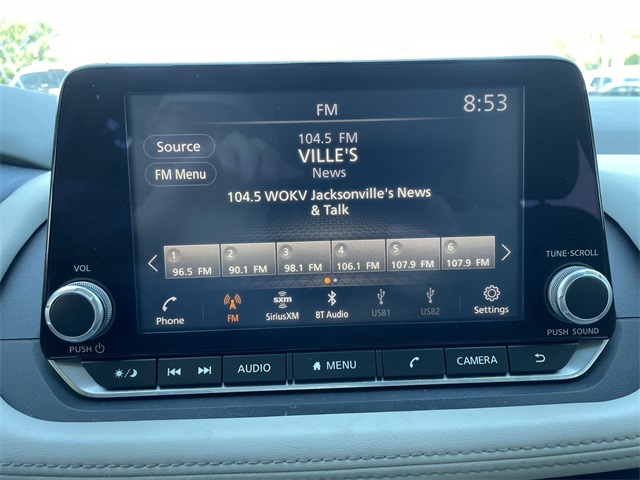 FM
8:53
Source
104.5 FM
VILLE'S
FM Menu
News
104.5 WOKV Jacksonville's News
& Talk
1 2 3 4 5 6
96.5 FM 90.1 FM 98.1 FM 106.1 FM 107.9 FM 107.9 FM
VOL
TUNE·SCROLL
sxm
Phone FM SiriusXM BT Audio USB1 USB2 Settings
PUSH
PUSH SOUND
AUDIO MENU CAMERA